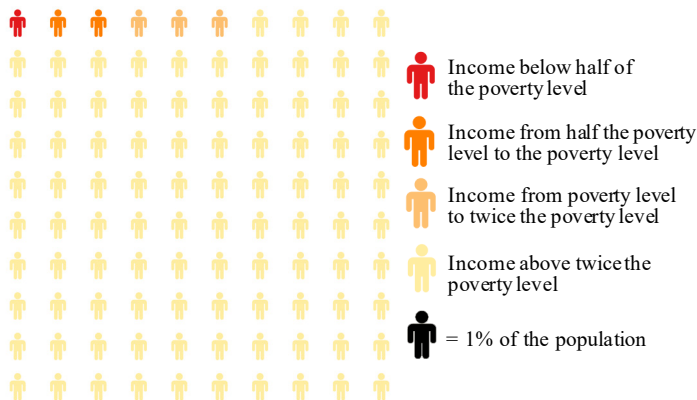 Income below half of
the poverty level
Income from half the poverty
level to the poverty level
Income from poverty level
to twice the poverty level
Income above twice the
poverty level
= 1% of the population